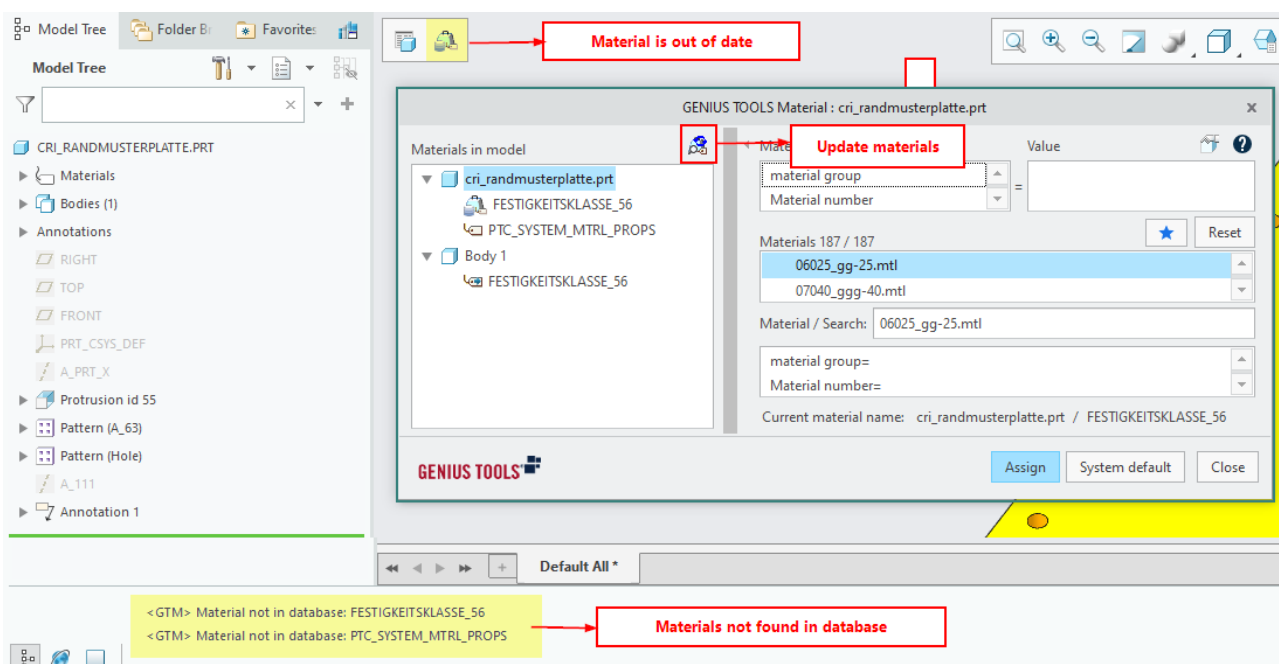 Model Tree
Folder Br
Favorites
Model Tree
CRI_RANDMUSTERPLATTE.PRT
Materials
Bodies (1)
Annotations
RIGHT
TOP
FRONT
PRT_CSYS_DEF
A_PRT_X
Protrusion id 55
Pattern (A_63)
Pattern (Hole)
A_111
Annotation 1
Material is out of date
GENIUS TOOLS Material : cri_randmusterplatte.prt
x
Materials in model
cri_randmusterplatte.prt
FESTIGKEITSKLASSE_56
PTC_SYSTEM_MTRL_PROPS
Body 1
FESTIGKEITSKLASSE_56
GENIUS TOOLS
Update materials
Mate
Value
material group
Material number
=
Materials 187 / 187
Reset
06025_gg-25.mtl
07040_ggg-40.mtl
Material / Search: 06025_gg-25.mtl
material group=
Material number=
Current material name: cri_randmusterplatte.prt / FESTIGKEITSKLASSE_56
Assign
System default
Close
Default All *
<GTM> Material not in database: FESTIGKEITSKLASSE_56
<GTM> Material not in database: PTC_SYSTEM_MTRL_PROPS
Materials not found in database